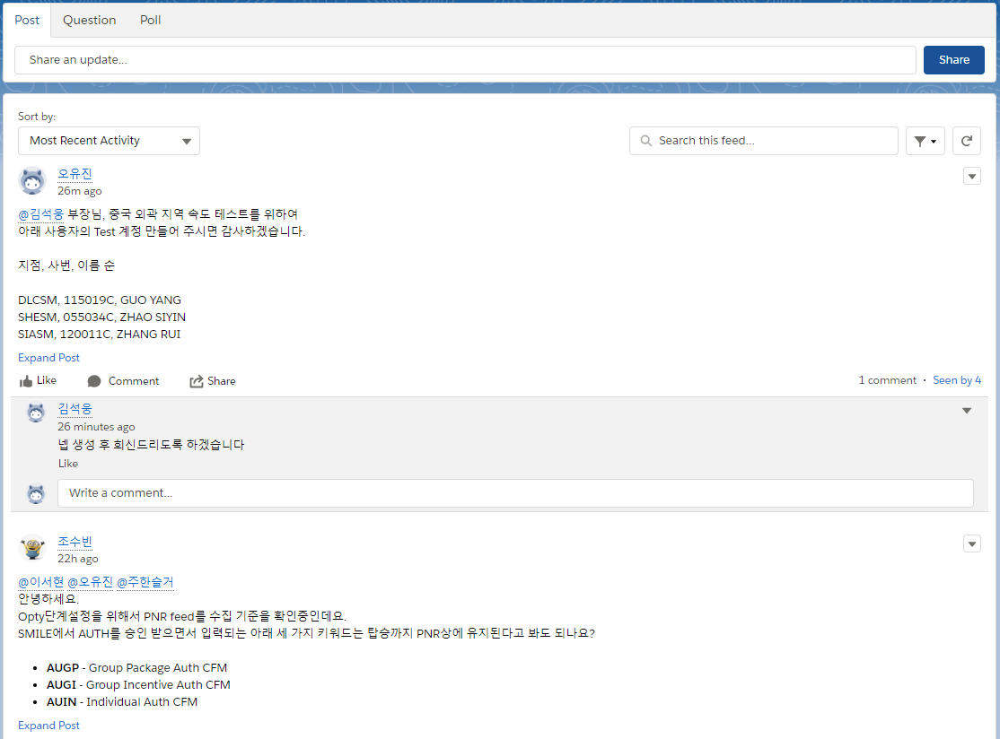 Post Question Poll
Share an update... Share
Sort by:
Most Recent Activity Search this feed...
오유진
26m ago
@김석웅 부장님, 중국 외곽 지역 속도 테스트를 위하여
아래 사용자의 Test 계정 만들어 주시면 감사하겠습니다.
지점, 사번, 이름 순
DLCSM, 115019C, GUO YANG
SHESM, 055034C, ZHAO SIYIN
SIASM, 120011C, ZHANG RUI
Expand Post
Like Comment Share 1 comment · Seen by 4
김석웅
26 minutes ago
넵 생성 후 회신드리도록 하겠습니다
Like
Write a comment...
조수빈
22h ago
@이서현 @오유진 @주한슬거
안녕하세요.
Opty단계설정을 위해서 PNR feed를 수집 기준을 확인중인데요.
SMILE에서 AUTH를 승인 받으면서 입력되는 아래 세 가지 키워드는 탑승까지 PNR상에 유지된다고 봐도 되나요?
• AUGP - Group Package Auth CFM
• AUGI - Group Incentive Auth CFM
• AUIN - Individual Auth CFM
Expand Post